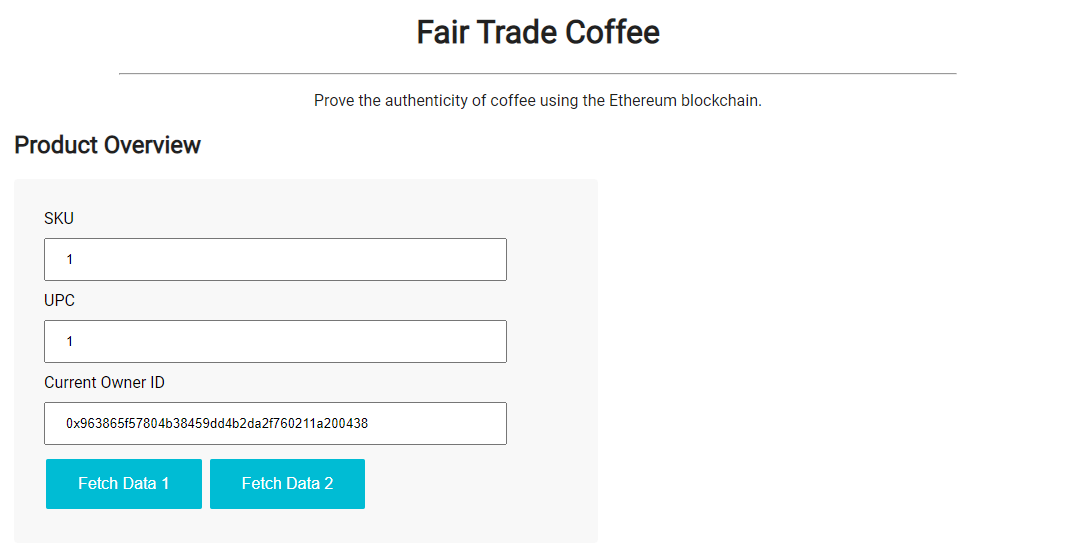 Fair Trade Coffee
Prove the authenticity of coffee using the Ethereum blockchain.
Product Overview
SKU
1
UPC
1
Current Owner ID
0x963865f57804b38459dd4b2da2f760211a200438
Fetch Data 1 Fetch Data 2